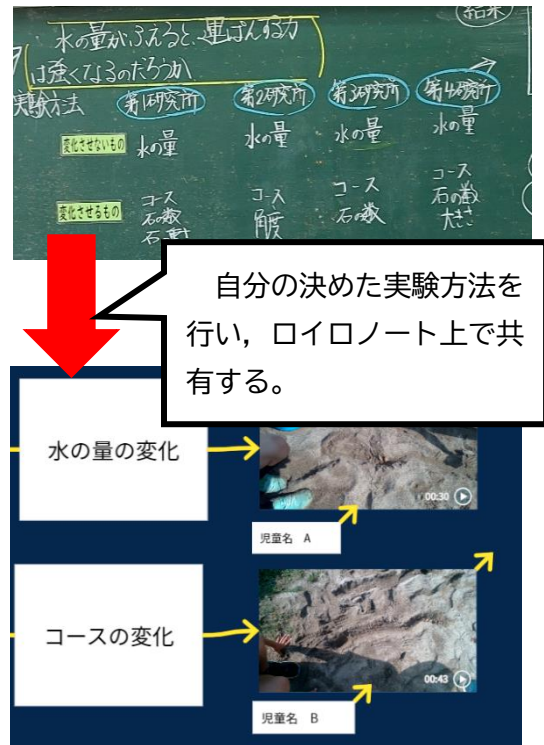 結果
水の量がふえると、運ぱんする力
は強くなるのだろうか
実験方法 第1研究所 第2研究所 第3研究所 第4研究所
変化させないもの 水の量 水の量 水の量 水の量
変化させるもの コース コース コース コース
石の数 角度 石の数 石の数
大きさ
自分の決めた実験方法を
行い，ロイロノート上で共
有する。
水の量の変化
00:30
児童名 A
コースの変化
00:43
児童名 B